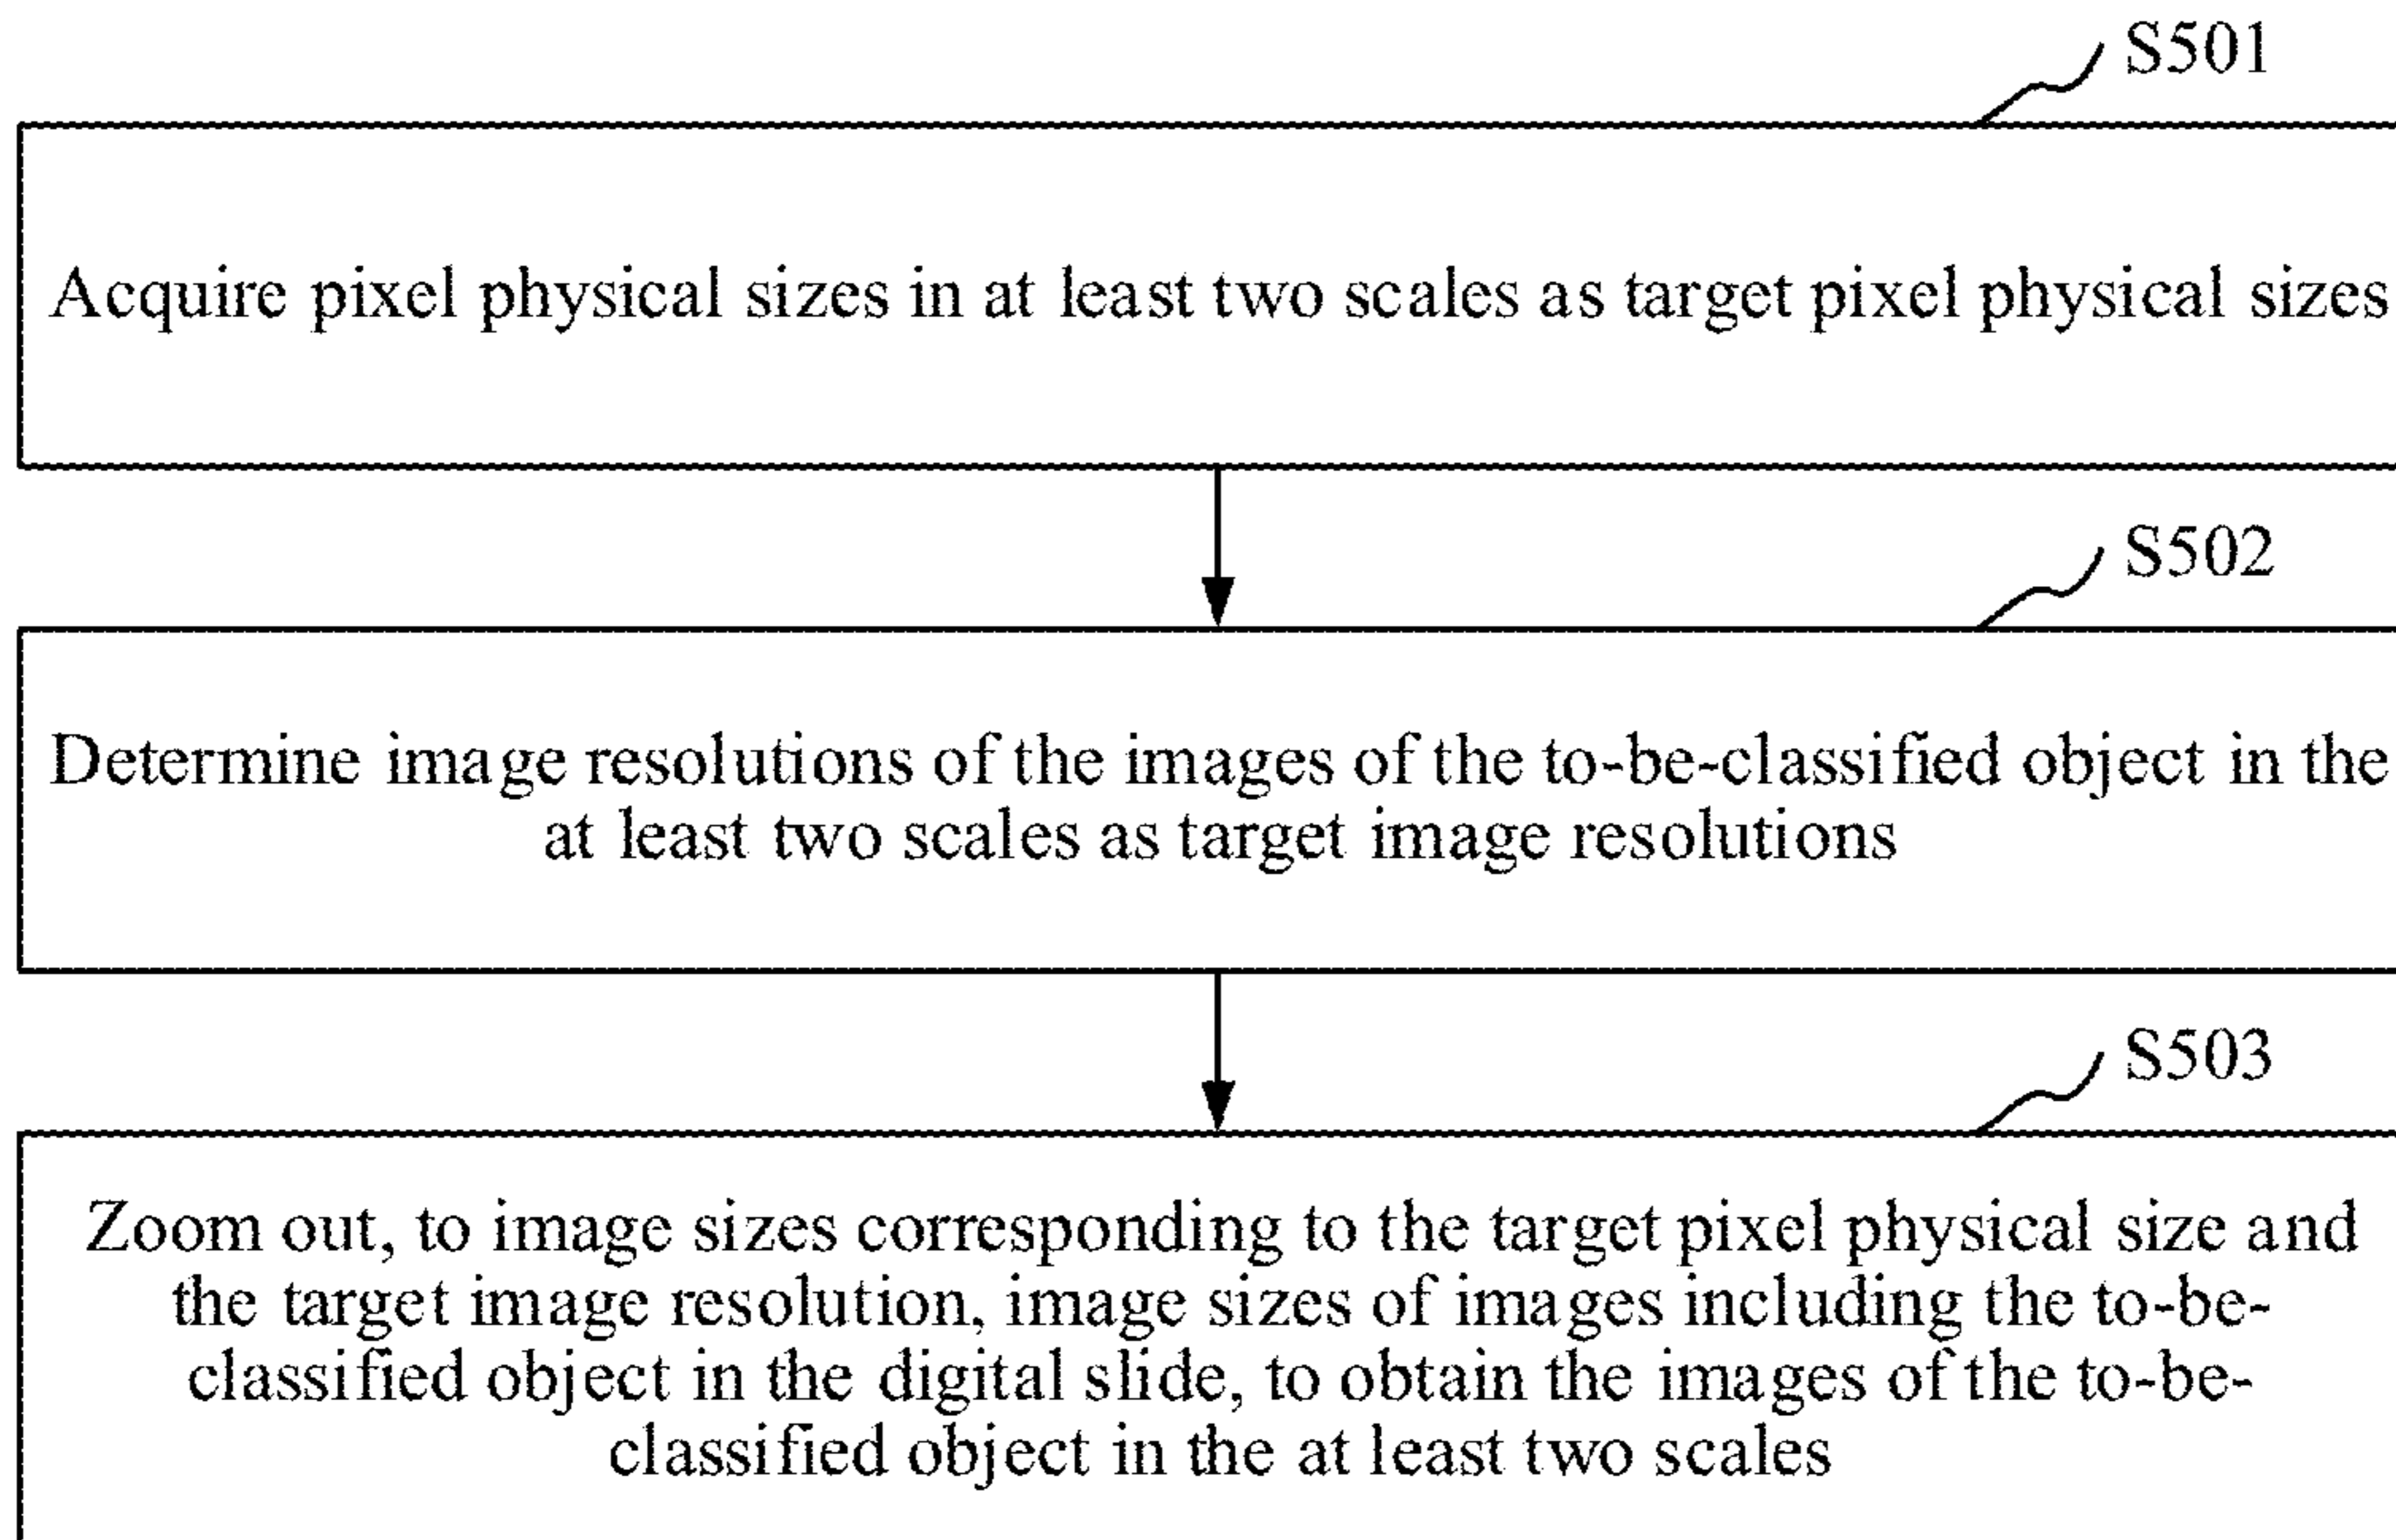 S501
Acquire pixel physical sizes in at least two scales as target pixel physical sizes
S502
Determine image resolutions of the images of the to-be-classified object in the
at least two scales as target image resolutions
S503
Zoom out, to image sizes corresponding to the target pixel physical size and
the target image resolution, image sizes of images including the to-be-
classified object in the digital slide, to obtain the images of the to-be-
classified object in the at least two scales